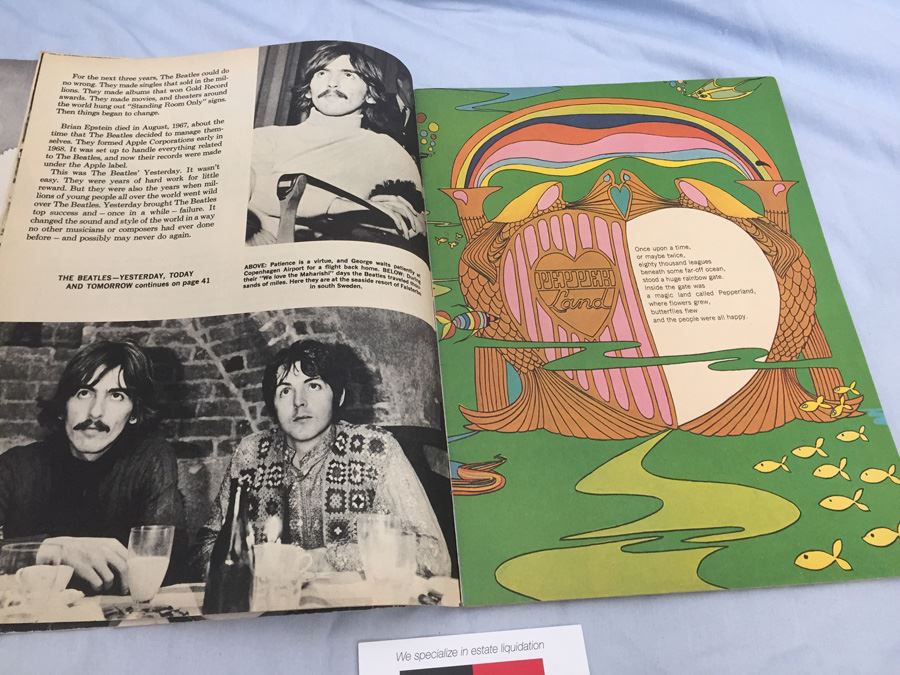 For the next three years, The Beatles could do
no wrong. They made singles that sold in the mil-
lions. They made albums that won Gold Record
awards. They made movies, and theaters around
the world hung out "Standing Room Only" signs.
Then things began to change.
Brian Epstein died in August, 1967, about the
time that The Beatles decided to manage them-
selves. They formed Apple Corporations early in
1968. It was set up to handle everything related
to The Beatles, and now their records were made
under the Apple label.
This was The Beatles' Yesterday. It wasn't
easy. They were years of hard work for little
reward. But they were also the years when mil-
lions of young people all over the world went wild
over The Beatles. Yesterday brought The Beatles
top success and — once in a while — failure. It
changed the sound and style of the world in a way
no other musicians or composers had ever done
before — and possibly may never do again.
THE BEATLES—YESTERDAY, TODAY
AND TOMORROW continues on page 41
ABOVE: Patience is a virtue, and George waits patiently at
Copenhagen Airport for a flight back home. BELOW: During
their "We love the Maharishi" days the Beatles travelled thou-
sands of miles. Here they are at the seaside resort of
in south Sweden.
PEPPER
Land
Once upon a time,
or maybe twice,
eighty thousand leagues
beneath some far-off ocean,
stood a huge rainbow gate.
Inside the gate was
a magic land called Pepperland,
where flowers grew,
butterflies flew
and the people were all happy.
We specialize in estate liquidation